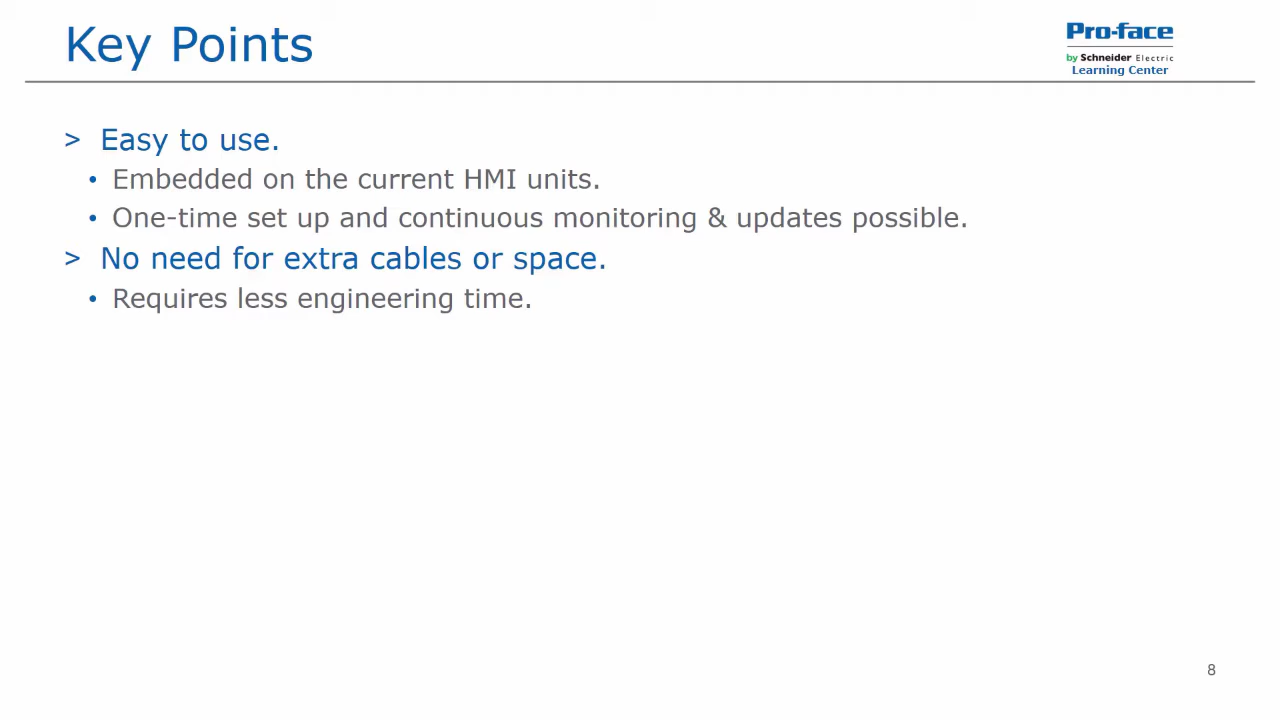 Key Points
Pro-face
by Schneider Electric
Learning Center
> Easy to use.
• Embedded on the current HMI units.
• One-time set up and continuous monitoring & updates possible.
> No need for extra cables or space.
• Requires less engineering time.
8